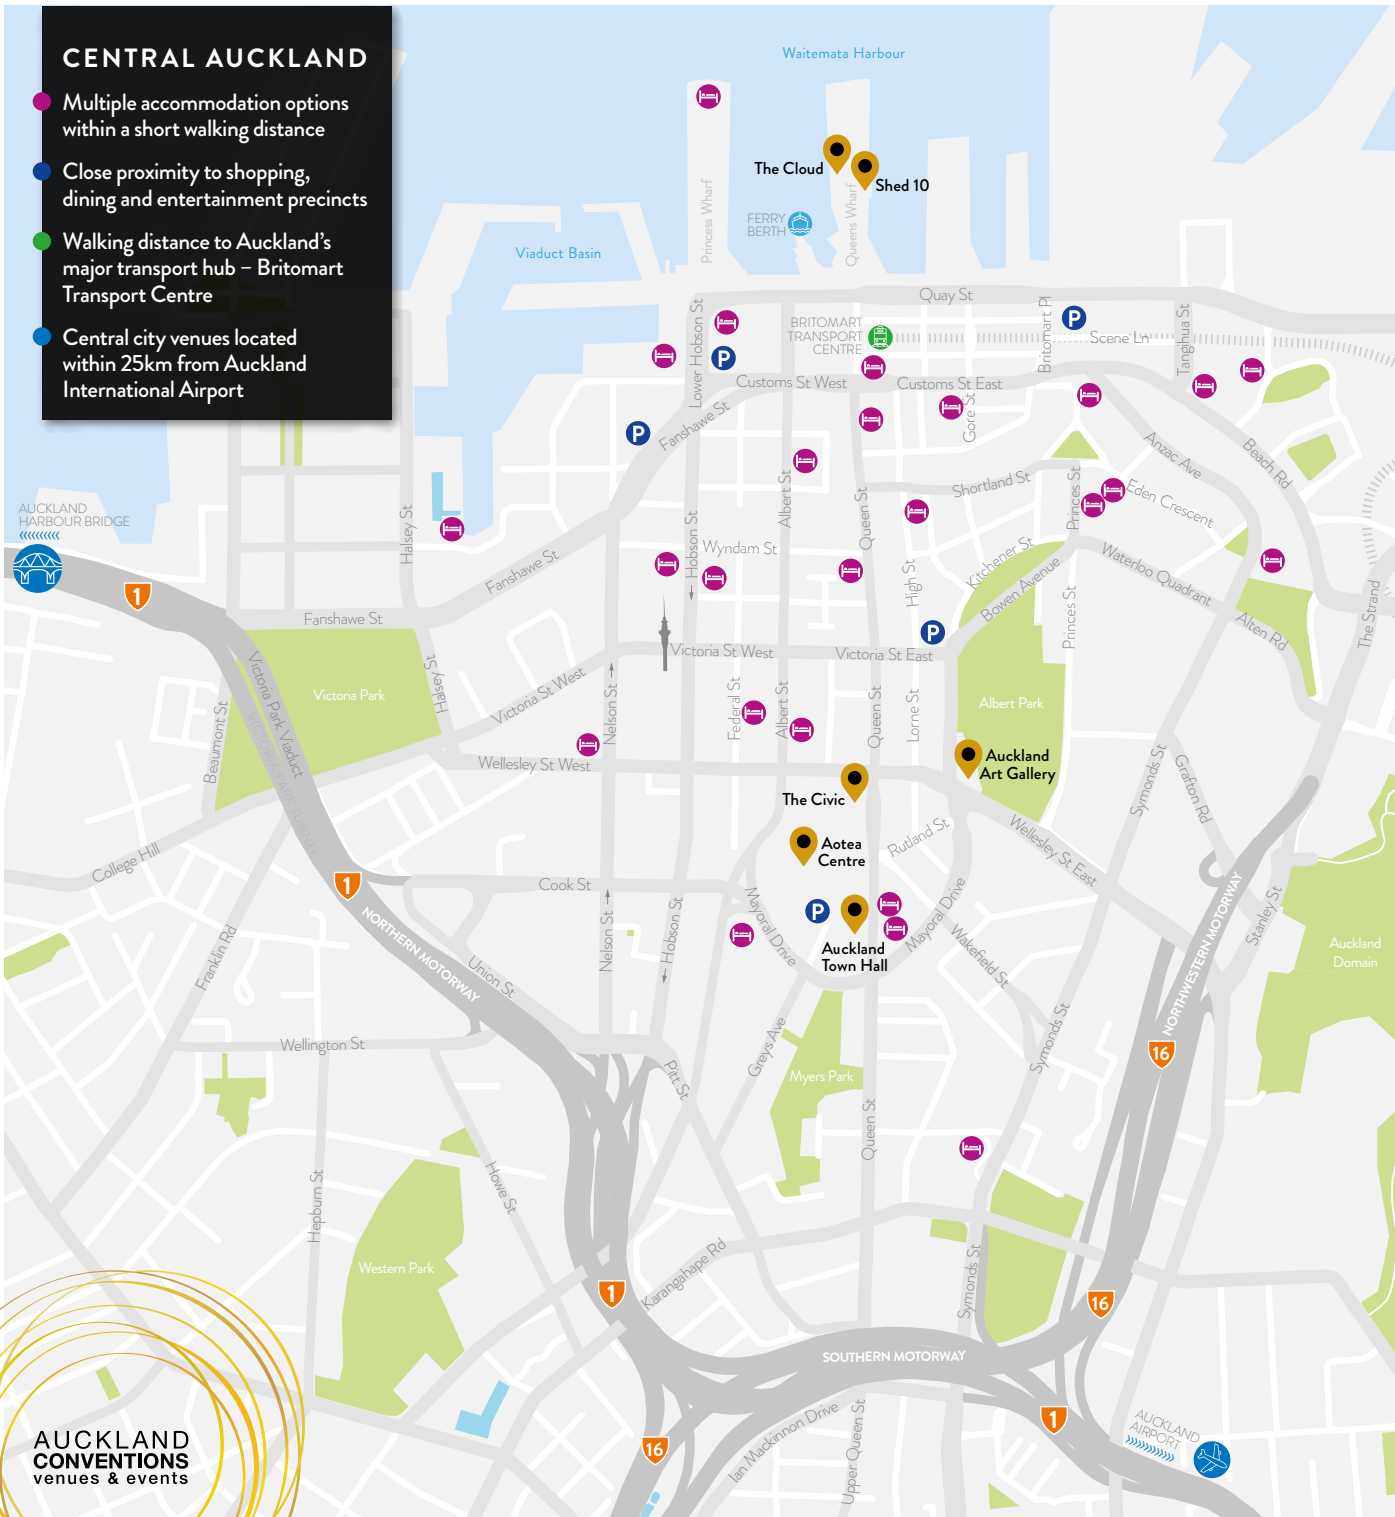 CENTRAL AUCKLAND
Multiple accommodation options
within a short walking distance
Close proximity to shopping,
dining and entertainment precincts
Walking distance to Auckland's
major transport hub – Britomart
Transport Centre
Central city venues located
within 25km from Auckland
International Airport
Waitemata Harbour
The Cloud
Shed 10
Princess Wharf
FERRY
BERTH
Queens Wharf
Viaduct Basin
Quay St
Lower Hobson St
BRITOMART
TRANSPORT
CENTRE
Britomart Pl
P
Scene Ln
Tanghua St
P
Customs St West
Customs St East
Gore St
P
Fanshawe St
Anzac Ave
Beach Rd
Albert St
Queen St
Shortland St
Princes St
Eden Crescent
AUCKLAND
HARBOUR BRIDGE
Halsey St
Hobson St
Wyndam St
Fanshawe St
High St
Kitchener St
Bowen Avenue
Waterloo Quadrant
Princes St
Alten Rd
The Strand
1
Fanshawe St
P
Victoria St West
Victoria St East
Victoria Park
Halsey St
Victoria Park Viaduct
VICTORIA PARK TUNNEL
Beaumont St
Victoria St West
Nelson St
Federal St
Albert St
Queen St
Lorne St
Albert Park
Auckland
Art Gallery
Symonds St
Grafton Rd
Wellesley St West
The Civic
Aotea
Centre
Rutland St
Wellesley St East
College Hill
1
Cook St
Mayoral Drive
P
Auckland
Town Hall
Mayoral Drive
Wakefield St
Stanley St
NORTHWESTERN MOTORWAY
Auckland
Domain
Franklin Rd
NORTHERN MOTORWAY
Union St
Nelson St
Hobson St
Wellington St
Pitt St
Greys Ave
Myers Park
Symonds St
16
Queen St
Hepburn St
Howe St
Western Park
Karangahape Rd
Symonds St
1
16
SOUTHERN MOTORWAY
1
16
Ian Mackinnon Drive
Upper Queen St
AUCKLAND
AIRPORT
AUCKLAND
CONVENTIONS
venues & events